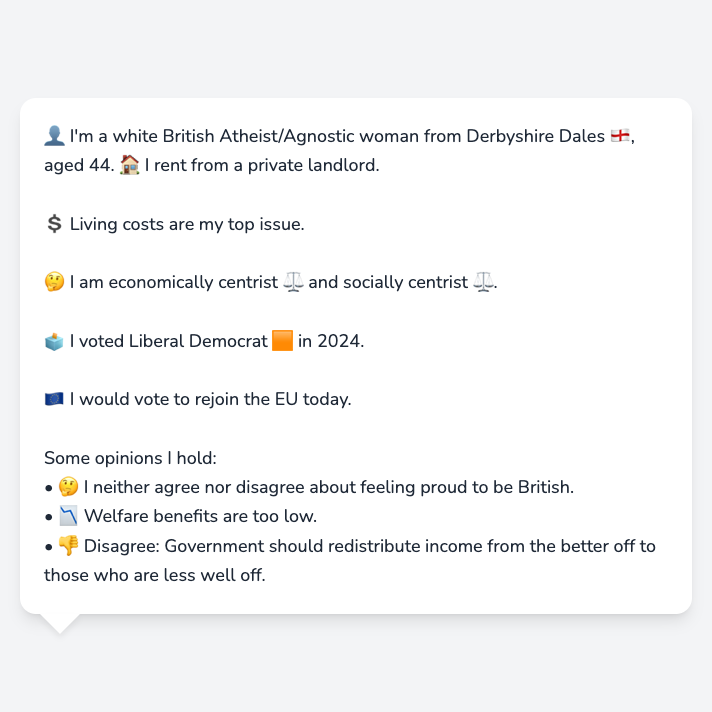 👤 I'm a white British Atheist/Agnostic woman from Derbyshire Dales 🏴󠁧󠁢󠁥󠁮󠁧󠁿,
aged 44. 🏠 I rent from a private landlord.
💲 Living costs are my top issue.
🤔 I am economically centrist ⚖️ and socially centrist ⚖️.
🗳️ I voted Liberal Democrat 🟧 in 2024.
🇪🇺 I would vote to rejoin the EU today.
Some opinions I hold:
• 🤔 I neither agree nor disagree about feeling proud to be British.
• 📉 Welfare benefits are too low.
• 👎 Disagree: Government should redistribute income from the better off to
those who are less well off.